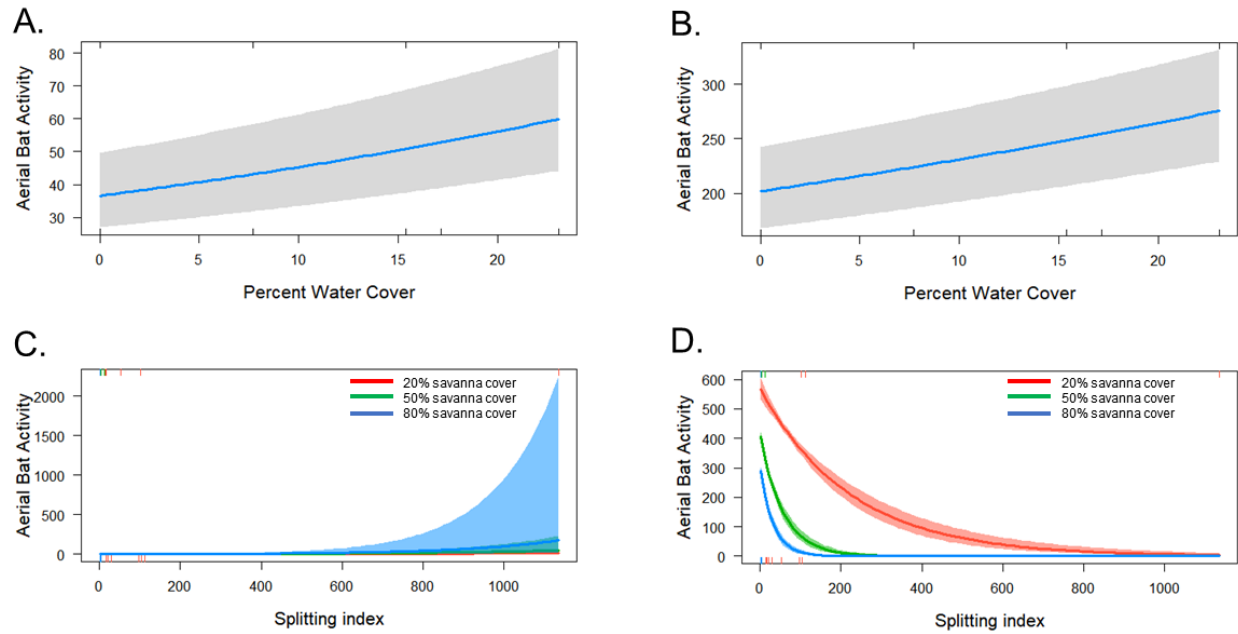 A.
Aerial Bat Activity
80
70
60
50
40
30
0 5 10 15 20
Percent Water Cover
B.
Aerial Bat Activity
300
250
200
0 5 10 15 20
Percent Water Cover
C.
Aerial Bat Activity
2000
1500
1000
500
0
20% savanna cover
50% savanna cover
80% savanna cover
0 200 400 600 800 1000
Splitting index
D.
Aerial Bat Activity
600
500
400
300
200
100
0
20% savanna cover
50% savanna cover
80% savanna cover
0 200 400 600 800 1000
Splitting index